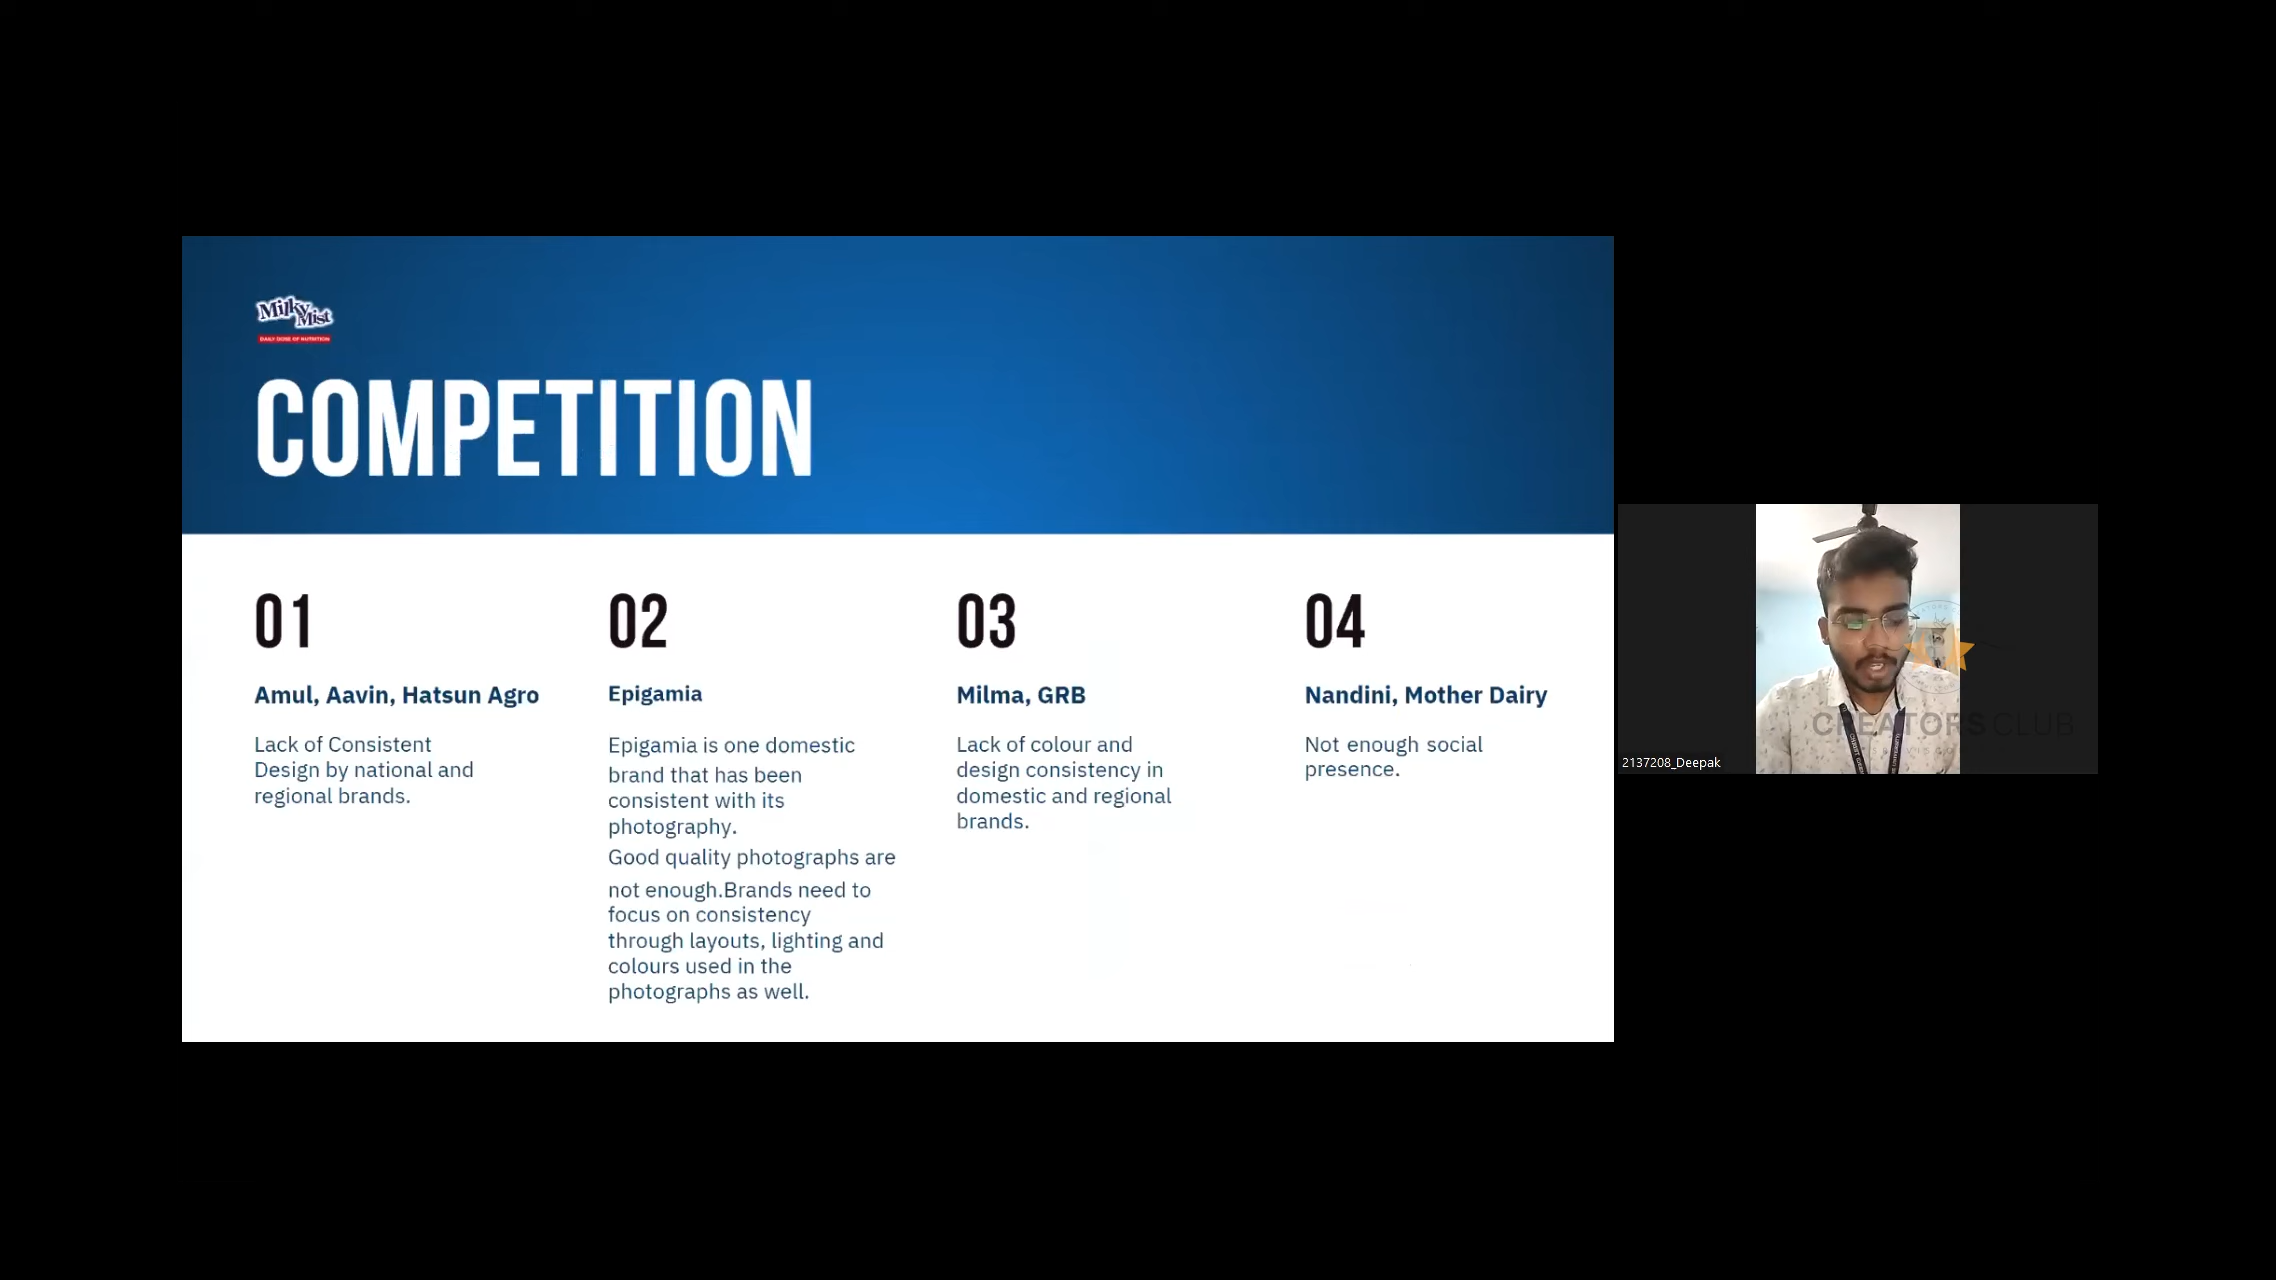 Milky
Mist
DAILY DOSE OF NUTRITION
COMPETITION
01
Amul, Aavin, Hatsun Agro
Lack of Consistent
Design by national and
regional brands.
02
Epigamia
Epigamia is one domestic
brand that has been
consistent with its
photography.
Good quality photographs are
not enough.Brands need to
focus on consistency
through layouts, lighting and
colours used in the
photographs as well.
03
Milma, GRB
Lack of colour and
design consistency in
domestic and regional
brands.
04
Nandini, Mother Dairy
Not enough social
presence.
CREATORS CLUB
2137208_Deepak